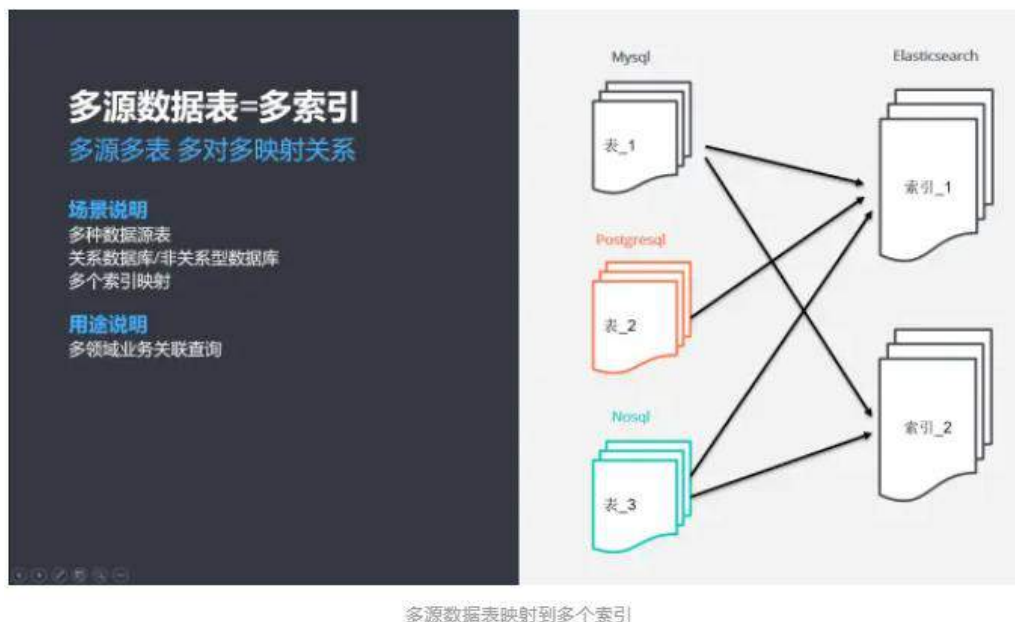 多源数据表=多索引
多源多表 多对多映射关系
场景说明
多种数据源表
关系数据库/非关系型数据库
多个索引映射
用途说明
多领域业务关联查询
Mysql
表_1
Postgresql
表_2
Nosql
表_3
Elasticsearch
索引_1
索引_2
多源数据表映射到多个索引